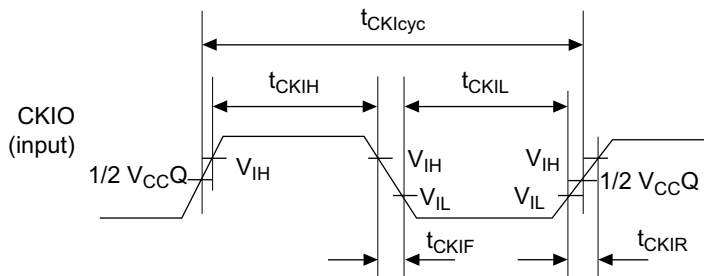 tCKIcyc
tCKIH
tCKIL
CKIO
(input)
1/2 VCCQ
VIH
VIH
VIL
VIH
VIL
1/2 VCCQ
tCKIF
tCKIR